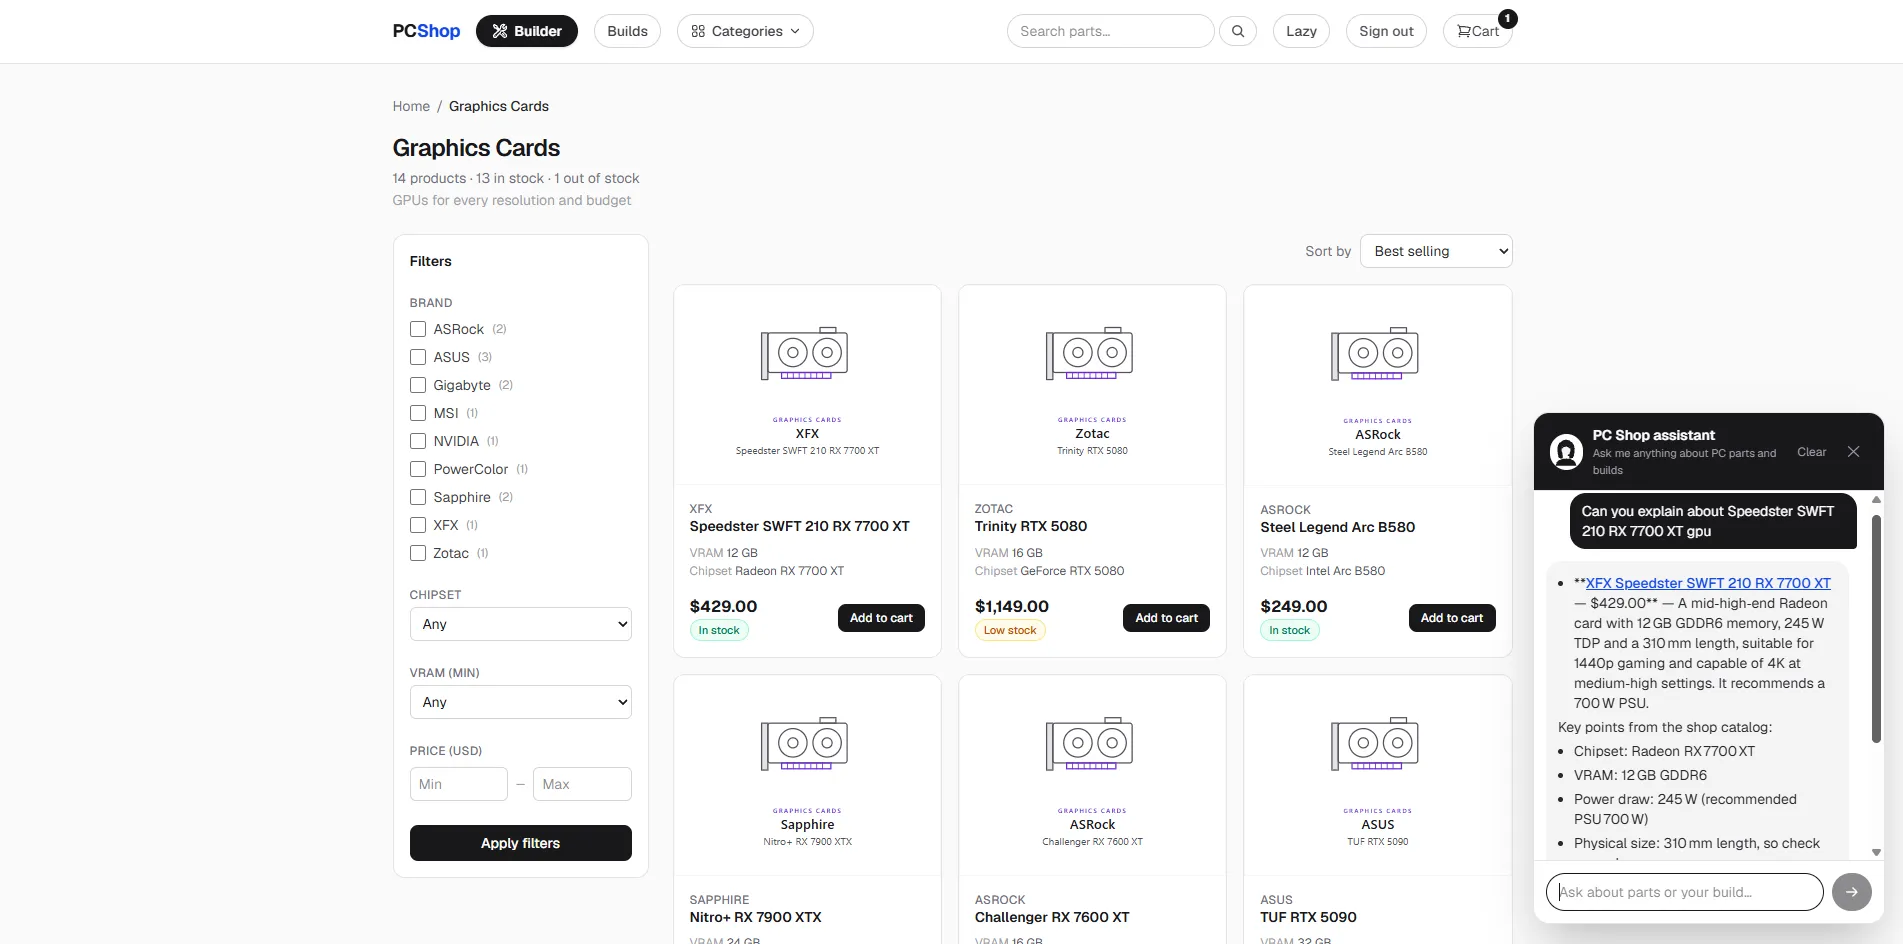 PCShop
Builder
Builds
Categories
Search parts...
Lazy
Sign out
Cart
1
Home / Graphics Cards
Graphics Cards
14 products · 13 in stock · 1 out of stock
GPUs for every resolution and budget
Filters
BRAND
ASRock (2)
ASUS (3)
Gigabyte (2)
MSI (1)
NVIDIA (1)
PowerColor (1)
Sapphire (2)
XFX (1)
Zotac (1)
CHIPSET
Any
VRAM (MIN)
Any
PRICE (USD)
Min – Max
Apply filters
Sort by Best selling
GRAPHICS CARDS
XFX
Speedster SWFT 210 RX 7700 XT
XFX
Speedster SWFT 210 RX 7700 XT
VRAM 12 GB
Chipset Radeon RX 7700 XT
$429.00
In stock
Add to cart
GRAPHICS CARDS
Zotac
Trinity RTX 5080
ZOTAC
Trinity RTX 5080
VRAM 16 GB
Chipset GeForce RTX 5080
$1,149.00
Low stock
Add to cart
GRAPHICS CARDS
ASRock
Steel Legend Arc B580
ASROCK
Steel Legend Arc B580
VRAM 12 GB
Chipset Intel Arc B580
$249.00
In stock
Add to cart
GRAPHICS CARDS
Sapphire
Nitro+ RX 7900 XTX
SAPPHIRE
Nitro+ RX 7900 XTX
VRAM 24 GB
GRAPHICS CARDS
ASRock
Challenger RX 7600 XT
ASROCK
Challenger RX 7600 XT
VRAM 16 GB
GRAPHICS CARDS
ASUS
TUF RTX 5090
ASUS
TUF RTX 5090
VRAM 32 GB
PC Shop assistant
Ask me anything about PC parts and
builds
Clear
Can you explain about Speedster SWFT
210 RX 7700 XT gpu
• **XFX Speedster SWFT 210 RX 7700 XT
— $429.00** — A mid-high-end Radeon
card with 12 GB GDDR6 memory, 245 W
TDP and a 310 mm length, suitable for
1440p gaming and capable of 4K at
medium-high settings. It recommends a
700 W PSU.
Key points from the shop catalog:
• Chipset: Radeon RX 7700 XT
• VRAM: 12 GB GDDR6
• Power draw: 245 W (recommended
PSU 700 W)
• Physical size: 310 mm length, so check
Ask about parts or your build...